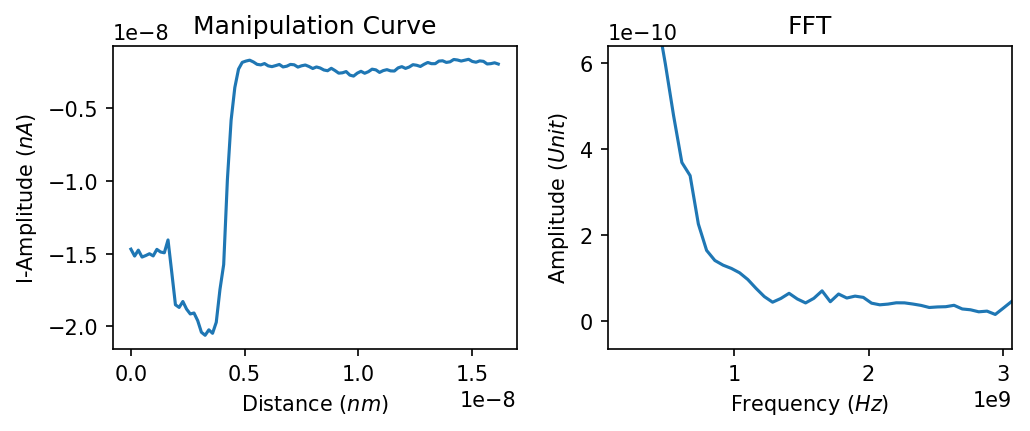 Manipulation Curve
1e−8
−0.5
−1.0
−1.5
−2.0
I-Amplitude (nA)
0.0 0.5 1.0 1.5
1e−8
Distance (nm)
FFT
1e−10
6
4
2
0
Amplitude (Unit)
1 2 3
1e9
Frequency (Hz)